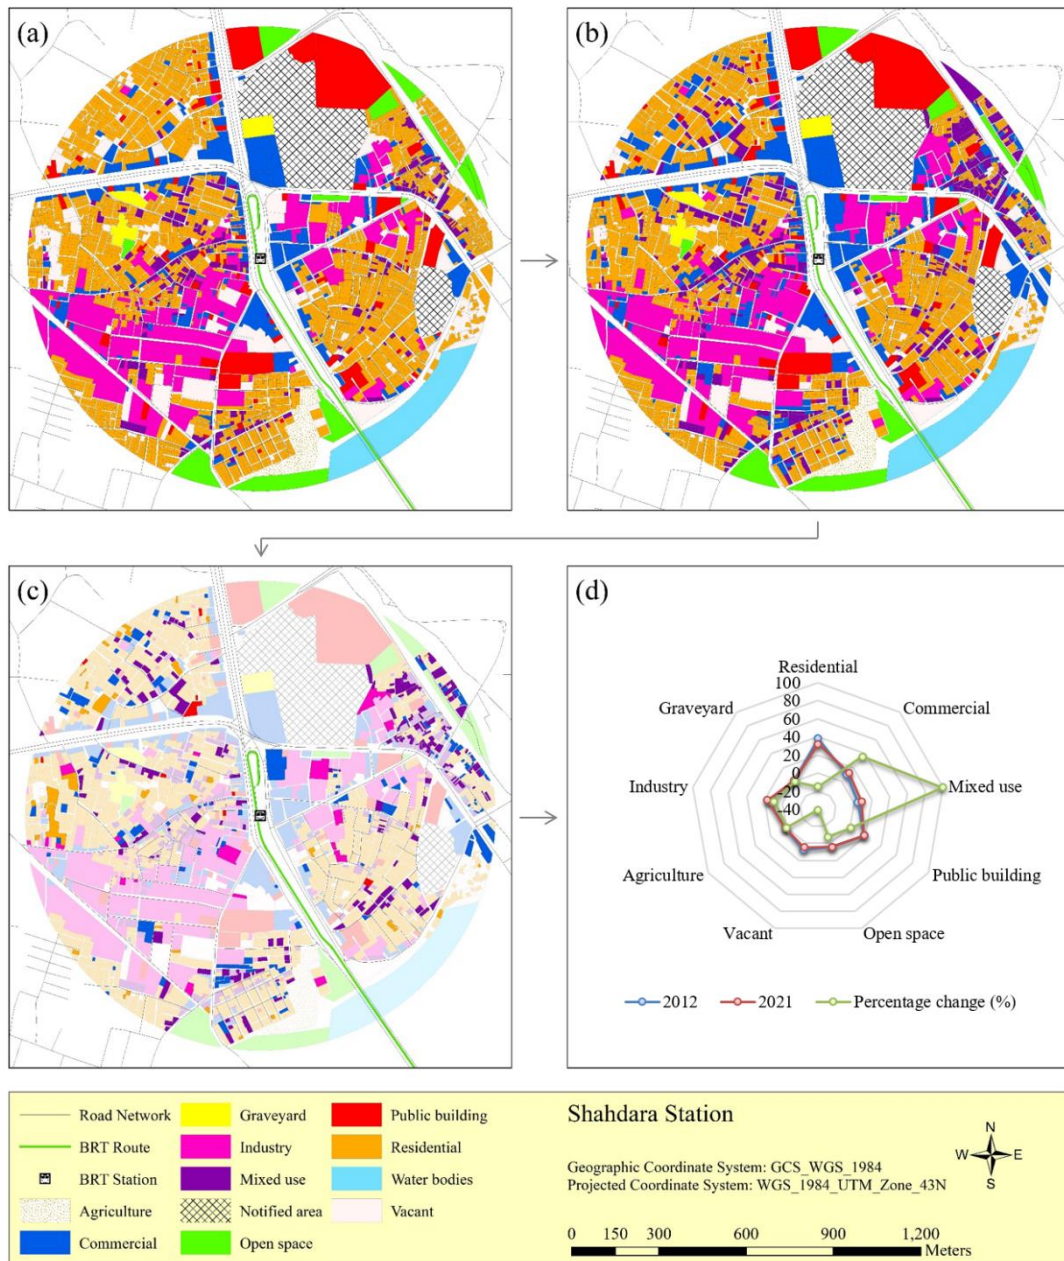 (a)
(b)
(c)
(d)
Residential
100
80
60
40
20
0
-20
-40
Graveyard
Commercial
Industry
Mixed use
Agriculture
Public building
Vacant
Open space
2012
2021
Percentage change (%)
Road Network
Graveyard
Public building
BRT Route
Industry
Residential
BRT Station
Mixed use
Water bodies
Agriculture
Notified area
Vacant
Commercial
Open space
Shahdara Station
Geographic Coordinate System: GCS_WGS_1984
Projected Coordinate System: WGS_1984_UTM_Zone_43N
N
W
E
S
0 150 300 600 900 1,200
Meters